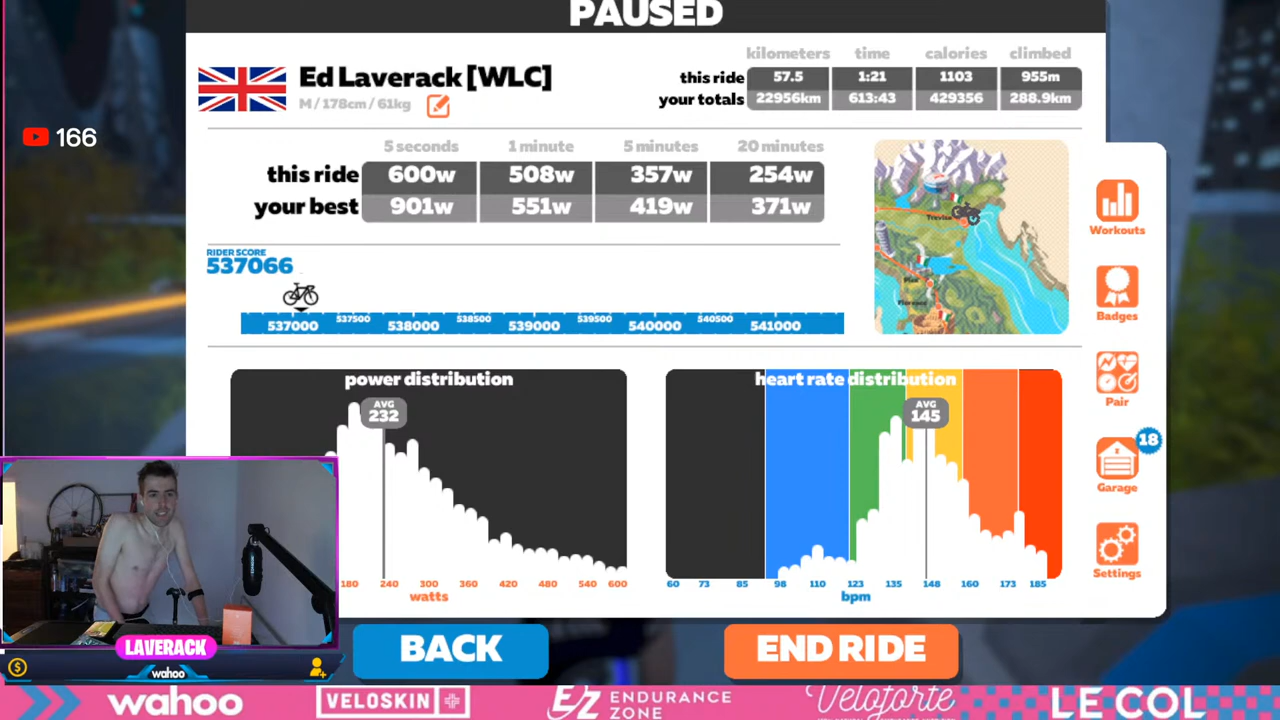 PAUSED
Ed Laverack [WLC]
M / 178cm / 61kg
kilometers time calories climbed
this ride 57.5 1:21 1103 955m
your totals 22956km 613:43 429356 288.9km
166
5 seconds 1 minute 5 minutes 20 minutes
this ride 600w 508w 357w 254w
your best 901w 551w 419w 371w
RIDER SCORE
537066
537000 537500 538000 538500 539000 539500 540000 540500 541000
Treviso
Pisa
Florence
Workouts
Badges
Pair
18
Garage
Settings
power distribution
AVG
232
180 240 300 360 420 480 540 600
watts
heart rate distribution
AVG
145
60 73 85 98 110 123 135 148 160 173 185
bpm
LAVERACK
wahoo
BACK
END RIDE
wahoo
VELOSKIN
EZ ENDURANCE
ZONE
Veloforte
LE COL